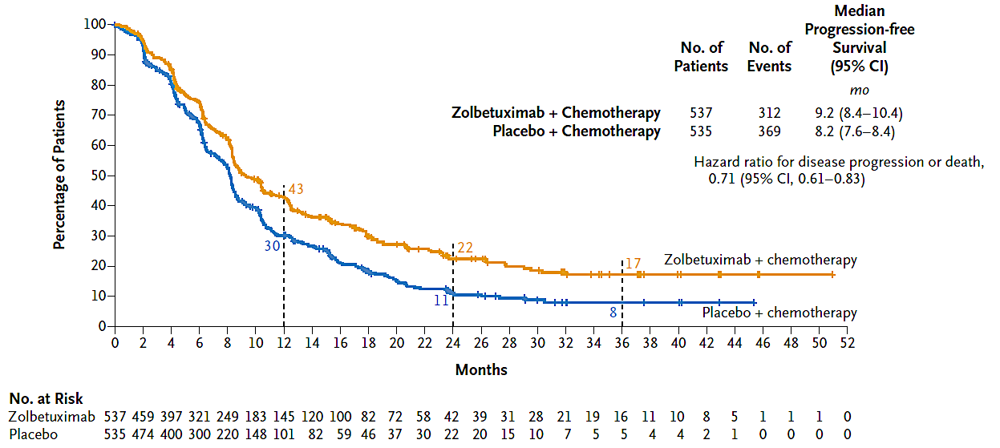 Median
Progression-free
No. of No. of Survival
Patients Events (95% CI)
mo
Zolbetuximab + Chemotherapy 537 312 9.2 (8.4–10.4)
Placebo + Chemotherapy 535 369 8.2 (7.6–8.4)
Hazard ratio for disease progression or death,
0.71 (95% CI, 0.61–0.83)
Percentage of Patients
100
90
80
70
60
50
40
30
20
10
0
43
30
22
11
17
8
Zolbetuximab + chemotherapy
Placebo + chemotherapy
0 2 4 6 8 10 12 14 16 18 20 22 24 26 28 30 32 34 36 38 40 42 44 46 48 50 52
Months
No. at Risk
Zolbetuximab 537 459 397 321 249 183 145 120 100 82 72 58 42 39 31 28 21 19 16 11 10 8 5 1 1 1 0
Placebo 535 474 400 300 220 148 101 82 59 46 37 30 22 20 15 10 7 5 5 4 4 2 1 0 0 0 0